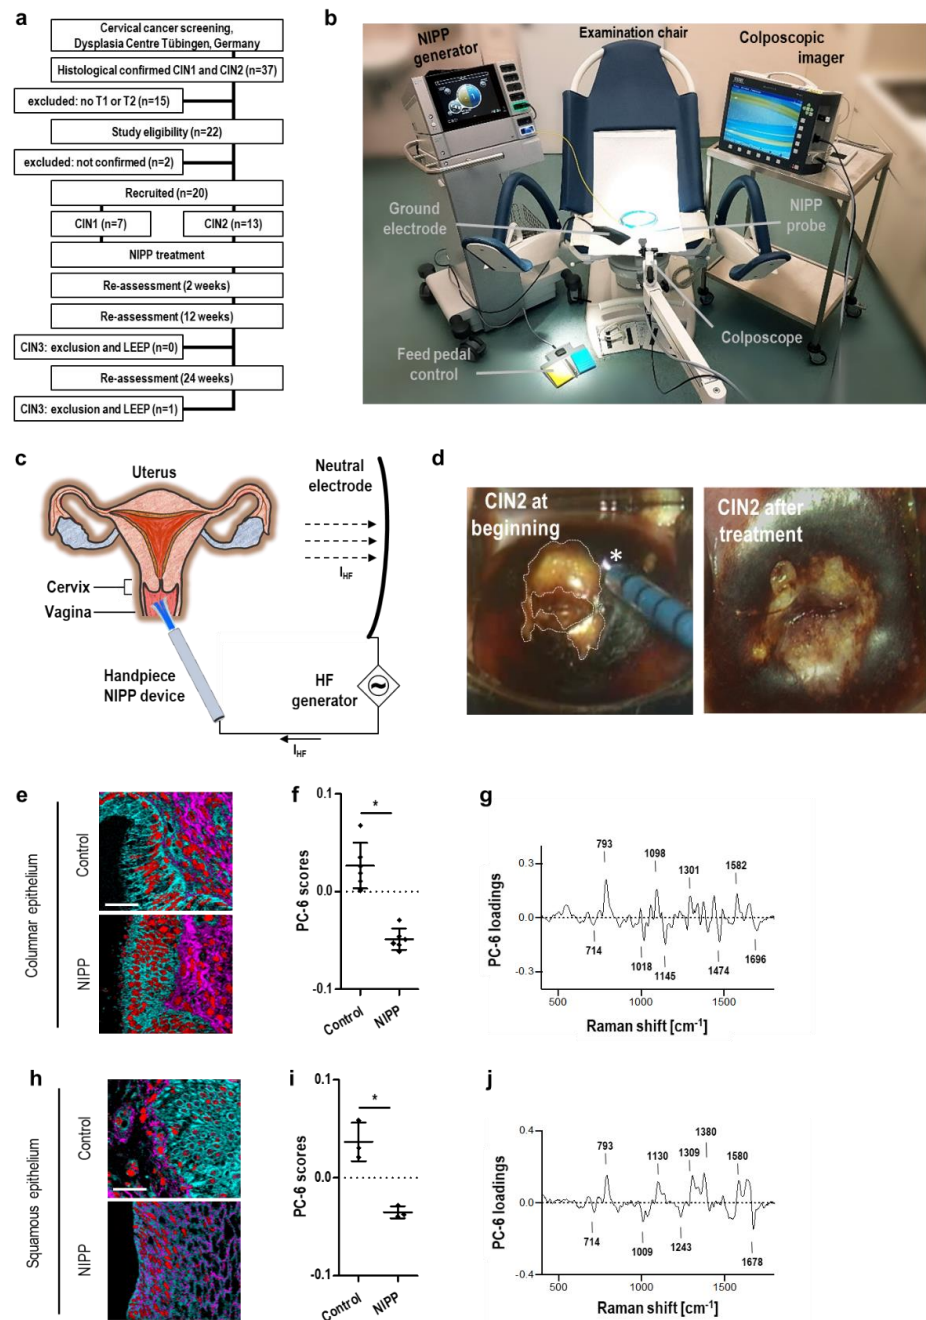 a
Cervical cancer screening,
Dysplasia Centre Tübingen, Germany
Histological confirmed CIN1 and CIN2 (n=37)
excluded: no T1 or T2 (n=15)
Study eligibility (n=22)
excluded: not confirmed (n=2)
Recruited (n=20)
CIN1 (n=7)
CIN2 (n=13)
NIPP treatment
Re-assessment (2 weeks)
Re-assessment (12 weeks)
CIN3: exclusion and LEEP (n=0)
Re-assessment (24 weeks)
CIN3: exclusion and LEEP (n=1)
b
NIPP
generator
Examination chair
Colposcopic
imager
Ground
electrode
NIPP
probe
Colposcope
Feed pedal
control
c
Uterus
Neutral
electrode
I_HF
Cervix
Vagina
Handpiece
NIPP device
HF
generator
I_HF
d
CIN2 at
beginning
*
CIN2 after
treatment
e
Columnar epithelium
Control
NIPP
f
PC-6 scores
0.1
0.0
-0.1
*
Control
NIPP
g
PC-6 loadings
0.3
0.0
-0.3
793
1098
1301
1582
714
1018
1145
1474
1696
500
1000
1500
Raman shift [cm⁻¹]
h
Squamous epithelium
Control
NIPP
i
PC-6 scores
0.1
0.0
-0.1
*
Control
NIPP
j
PC-6 loadings
0.4
0.0
-0.4
793
1130
1309
1380
1580
714
1009
1243
1678
500
1000
1500
Raman shift [cm⁻¹]